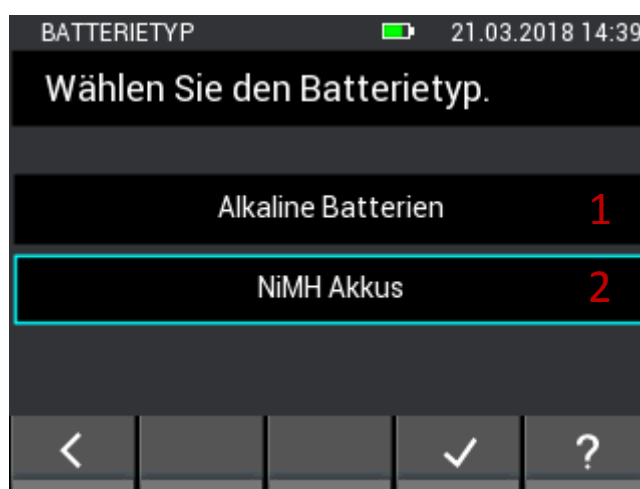 BATTERIETYP 21.03.2018 14:39
Wählen Sie den Batterietyp.
Alkaline Batterien 1
NiMH Akkus 2
?